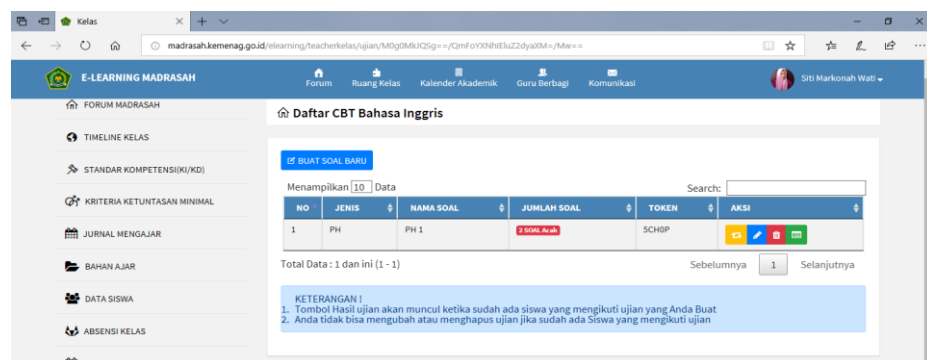 Kelas
madrasah.kemenag.go.id/elearning/teacherkelas/ujian/M0g0MkJQSg==/QmFoYXNhIEluZ2dyaXM=/Mw==
E-LEARNING MADRASAH
Forum
Ruang Kelas
Kalender Akademik
Guru Berbagi
Komunikasi
Siti Markonah Wati
FORUM MADRASAH
TIMELINE KELAS
STANDAR KOMPETENSI(KI/KD)
KRITERIA KETUNTASAN MINIMAL
JURNAL MENGAJAR
BAHAN AJAR
DATA SISWA
ABSENSI KELAS
Daftar CBT Bahasa Inggris
BUAT SOAL BARU
Menampilkan 10 Data
Search:
NO JENIS NAMA SOAL JUMLAH SOAL TOKEN AKSI
1 PH PH 1 2 SOAL Acak SCH0P
Total Data : 1 dan ini (1 - 1)
Sebelumnya 1 Selanjutnya
KETERANGAN !
1. Tombol Hasil ujian akan muncul ketika sudah ada siswa yang mengikuti ujian yang Anda Buat
2. Anda tidak bisa mengubah atau menghapus ujian jika sudah ada Siswa yang mengikuti ujian